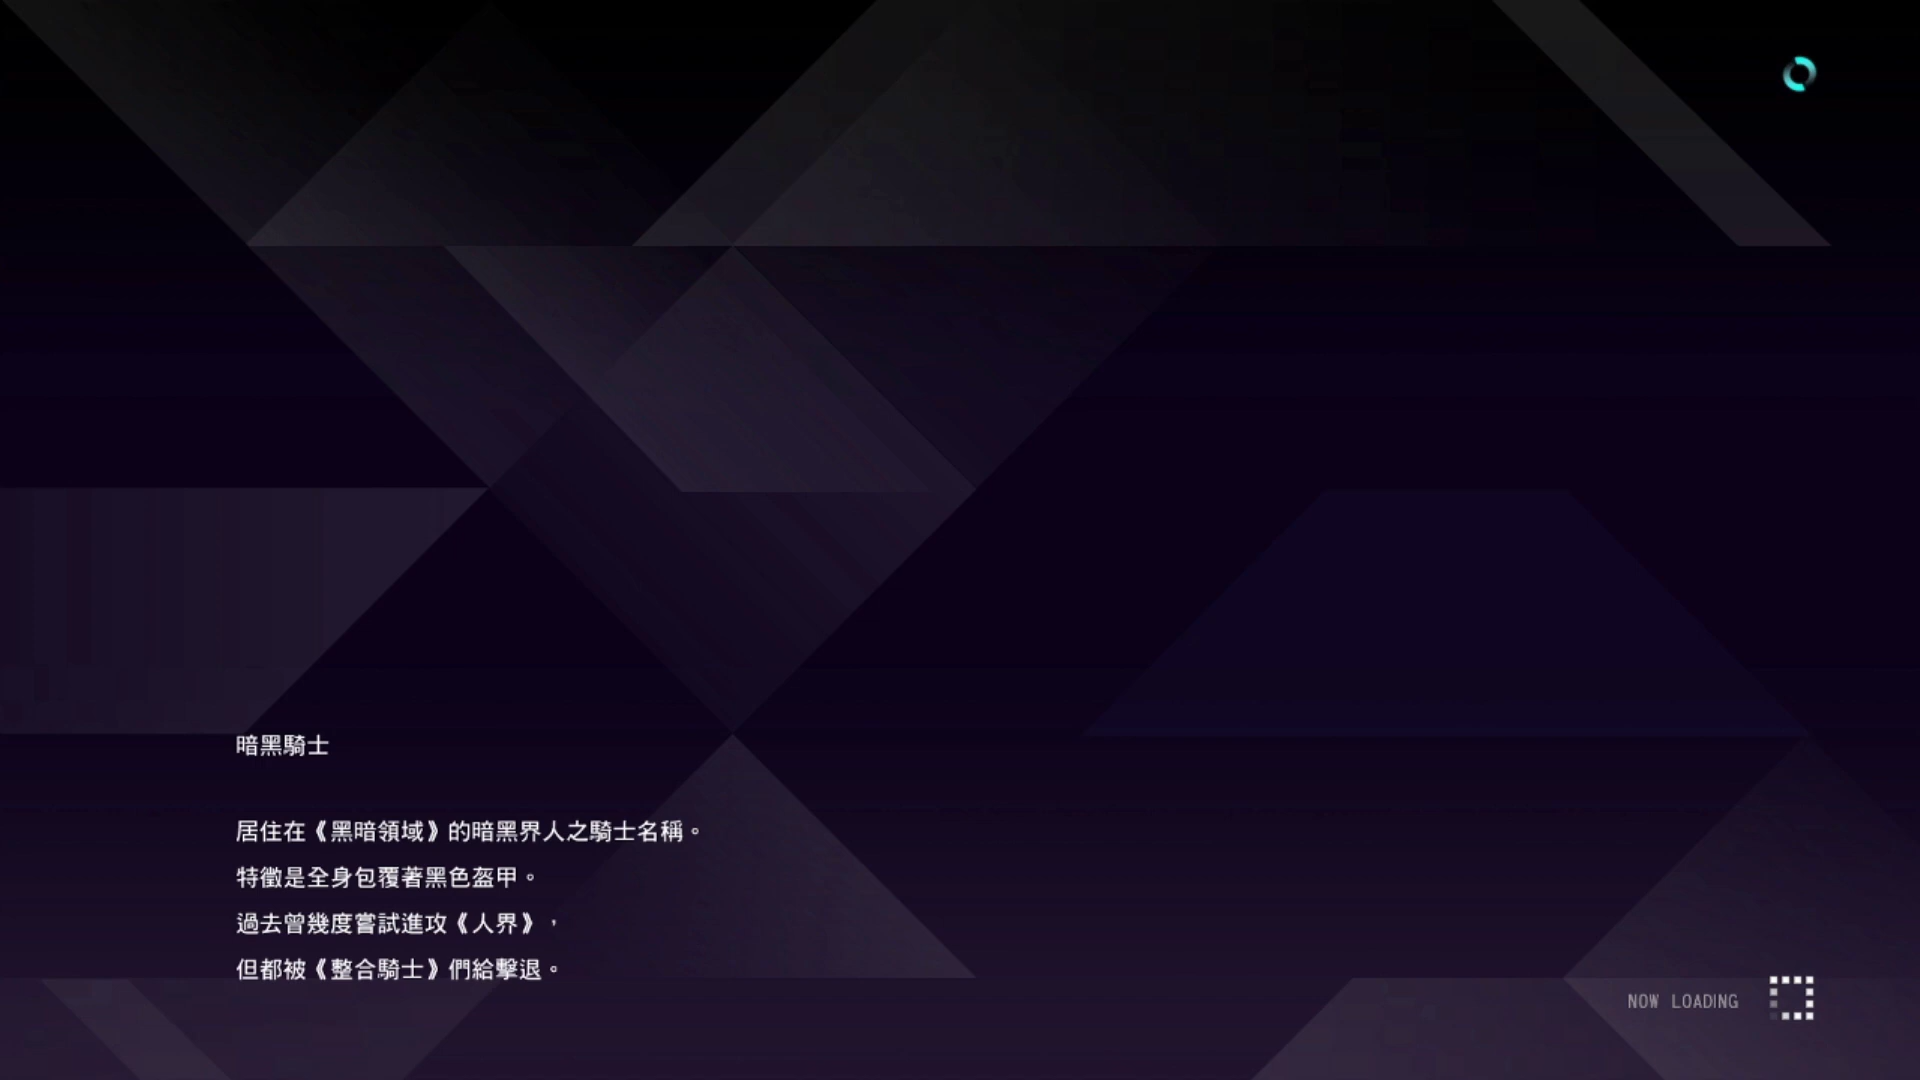 暗黑騎士
居住在《黑暗領域》的暗黑界人之騎士名稱。
特徵是全身包覆著黑色盔甲。
過去曾幾度嘗試進攻《人界》，
但都被《整合騎士》們給擊退。
NOW LOADING